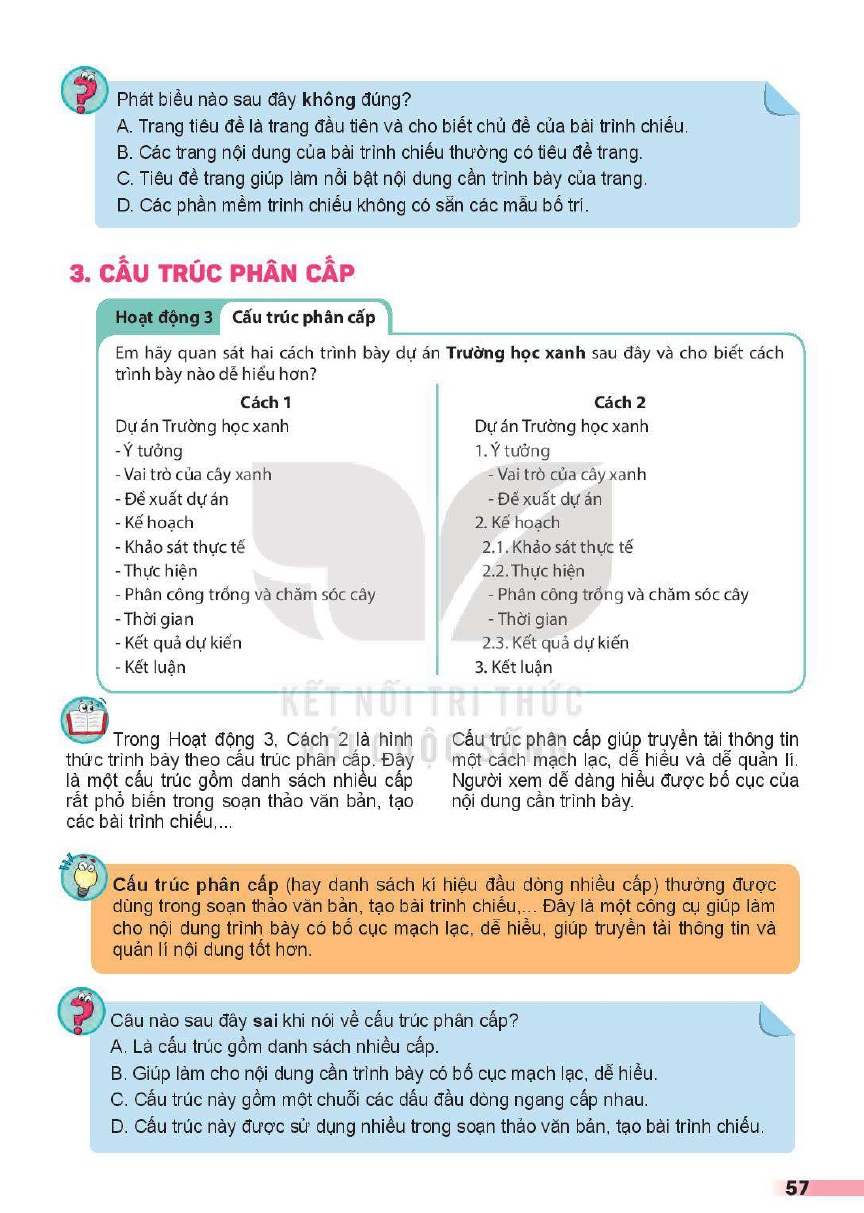 Phát biểu nào sau đây không đúng?
A. Trang tiêu đề là trang đầu tiên và cho biết chủ đề của bài trình chiếu.
B. Các trang nội dung của bài trình chiếu thường có tiêu đề trang.
C. Tiêu đề trang giúp làm nổi bật nội dung cần trình bày của trang.
D. Các phần mềm trình chiếu không có sẵn các mẫu bố trí.
3. CẤU TRÚC PHÂN CẤP
Hoạt động 3 Cấu trúc phân cấp
Em hãy quan sát hai cách trình bày dự án Trường học xanh sau đây và cho biết cách
trình bày nào dễ hiểu hơn?
Cách 1
Dự án Trường học xanh
- Ý tưởng
- Vai trò của cây xanh
- Đề xuất dự án
- Kế hoạch
- Khảo sát thực tế
- Thực hiện
- Phân công trồng và chăm sóc cây
- Thời gian
- Kết quả dự kiến
- Kết luận
Cách 2
Dự án Trường học xanh
1. Ý tưởng
- Vai trò của cây xanh
- Đề xuất dự án
2. Kế hoạch
2.1. Khảo sát thực tế
2.2. Thực hiện
- Phân công trồng và chăm sóc cây
- Thời gian
2.3. Kết quả dự kiến
3. Kết luận
KẾT NỐI TRI THỨC
VỚI CUỘC SỐNG
Trong Hoạt động 3, Cách 2 là hình
thức trình bày theo cấu trúc phân cấp. Đây
là một cấu trúc gồm danh sách nhiều cấp
rất phổ biến trong soạn thảo văn bản, tạo
các bài trình chiếu,...
Cấu trúc phân cấp giúp truyền tải thông tin
một cách mạch lạc, dễ hiểu và dễ quản lí.
Người xem dễ dàng hiểu được bố cục của
nội dung cần trình bày.
Cấu trúc phân cấp (hay danh sách kí hiệu đầu dòng nhiều cấp) thường được
dùng trong soạn thảo văn bản, tạo bài trình chiếu,... Đây là một công cụ giúp làm
cho nội dung trình bày có bố cục mạch lạc, dễ hiểu, giúp truyền tải thông tin và
quản lí nội dung tốt hơn.
Câu nào sau đây sai khi nói về cấu trúc phân cấp?
A. Là cấu trúc gồm danh sách nhiều cấp.
B. Giúp làm cho nội dung cần trình bày có bố cục mạch lạc, dễ hiểu.
C. Cấu trúc này gồm một chuỗi các dấu đầu dòng ngang cấp nhau.
D. Cấu trúc này được sử dụng nhiều trong soạn thảo văn bản, tạo bài trình chiếu.
57